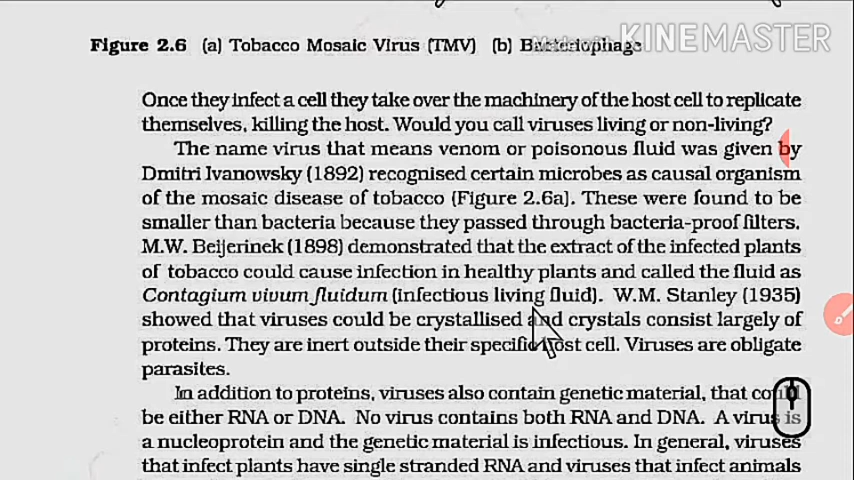 Figure 2.6 (a) Tobacco Mosaic Virus (TMV) (b) Bacteriophage
KINEMASTER
Once they infect a cell they take over the machinery of the host cell to replicate
themselves, killing the host. Would you call viruses living or non-living?
The name virus that means venom or poisonous fluid was given by
Dmitri Ivanowsky (1892) recognised certain microbes as causal organism
of the mosaic disease of tobacco (Figure 2.6a). These were found to be
smaller than bacteria because they passed through bacteria-proof filters.
M.W. Beijerinek (1898) demonstrated that the extract of the infected plants
of tobacco could cause infection in healthy plants and called the fluid as
Contagium vivum fluidum (infectious living fluid). W.M. Stanley (1935)
showed that viruses could be crystallised and crystals consist largely of
proteins. They are inert outside their specific host cell. Viruses are obligate
parasites.
In addition to proteins, viruses also contain genetic material, that could
be either RNA or DNA. No virus contains both RNA and DNA. A virus is
a nucleoprotein and the genetic material is infectious. In general, viruses
that infect plants have single stranded RNA and viruses that infect animals